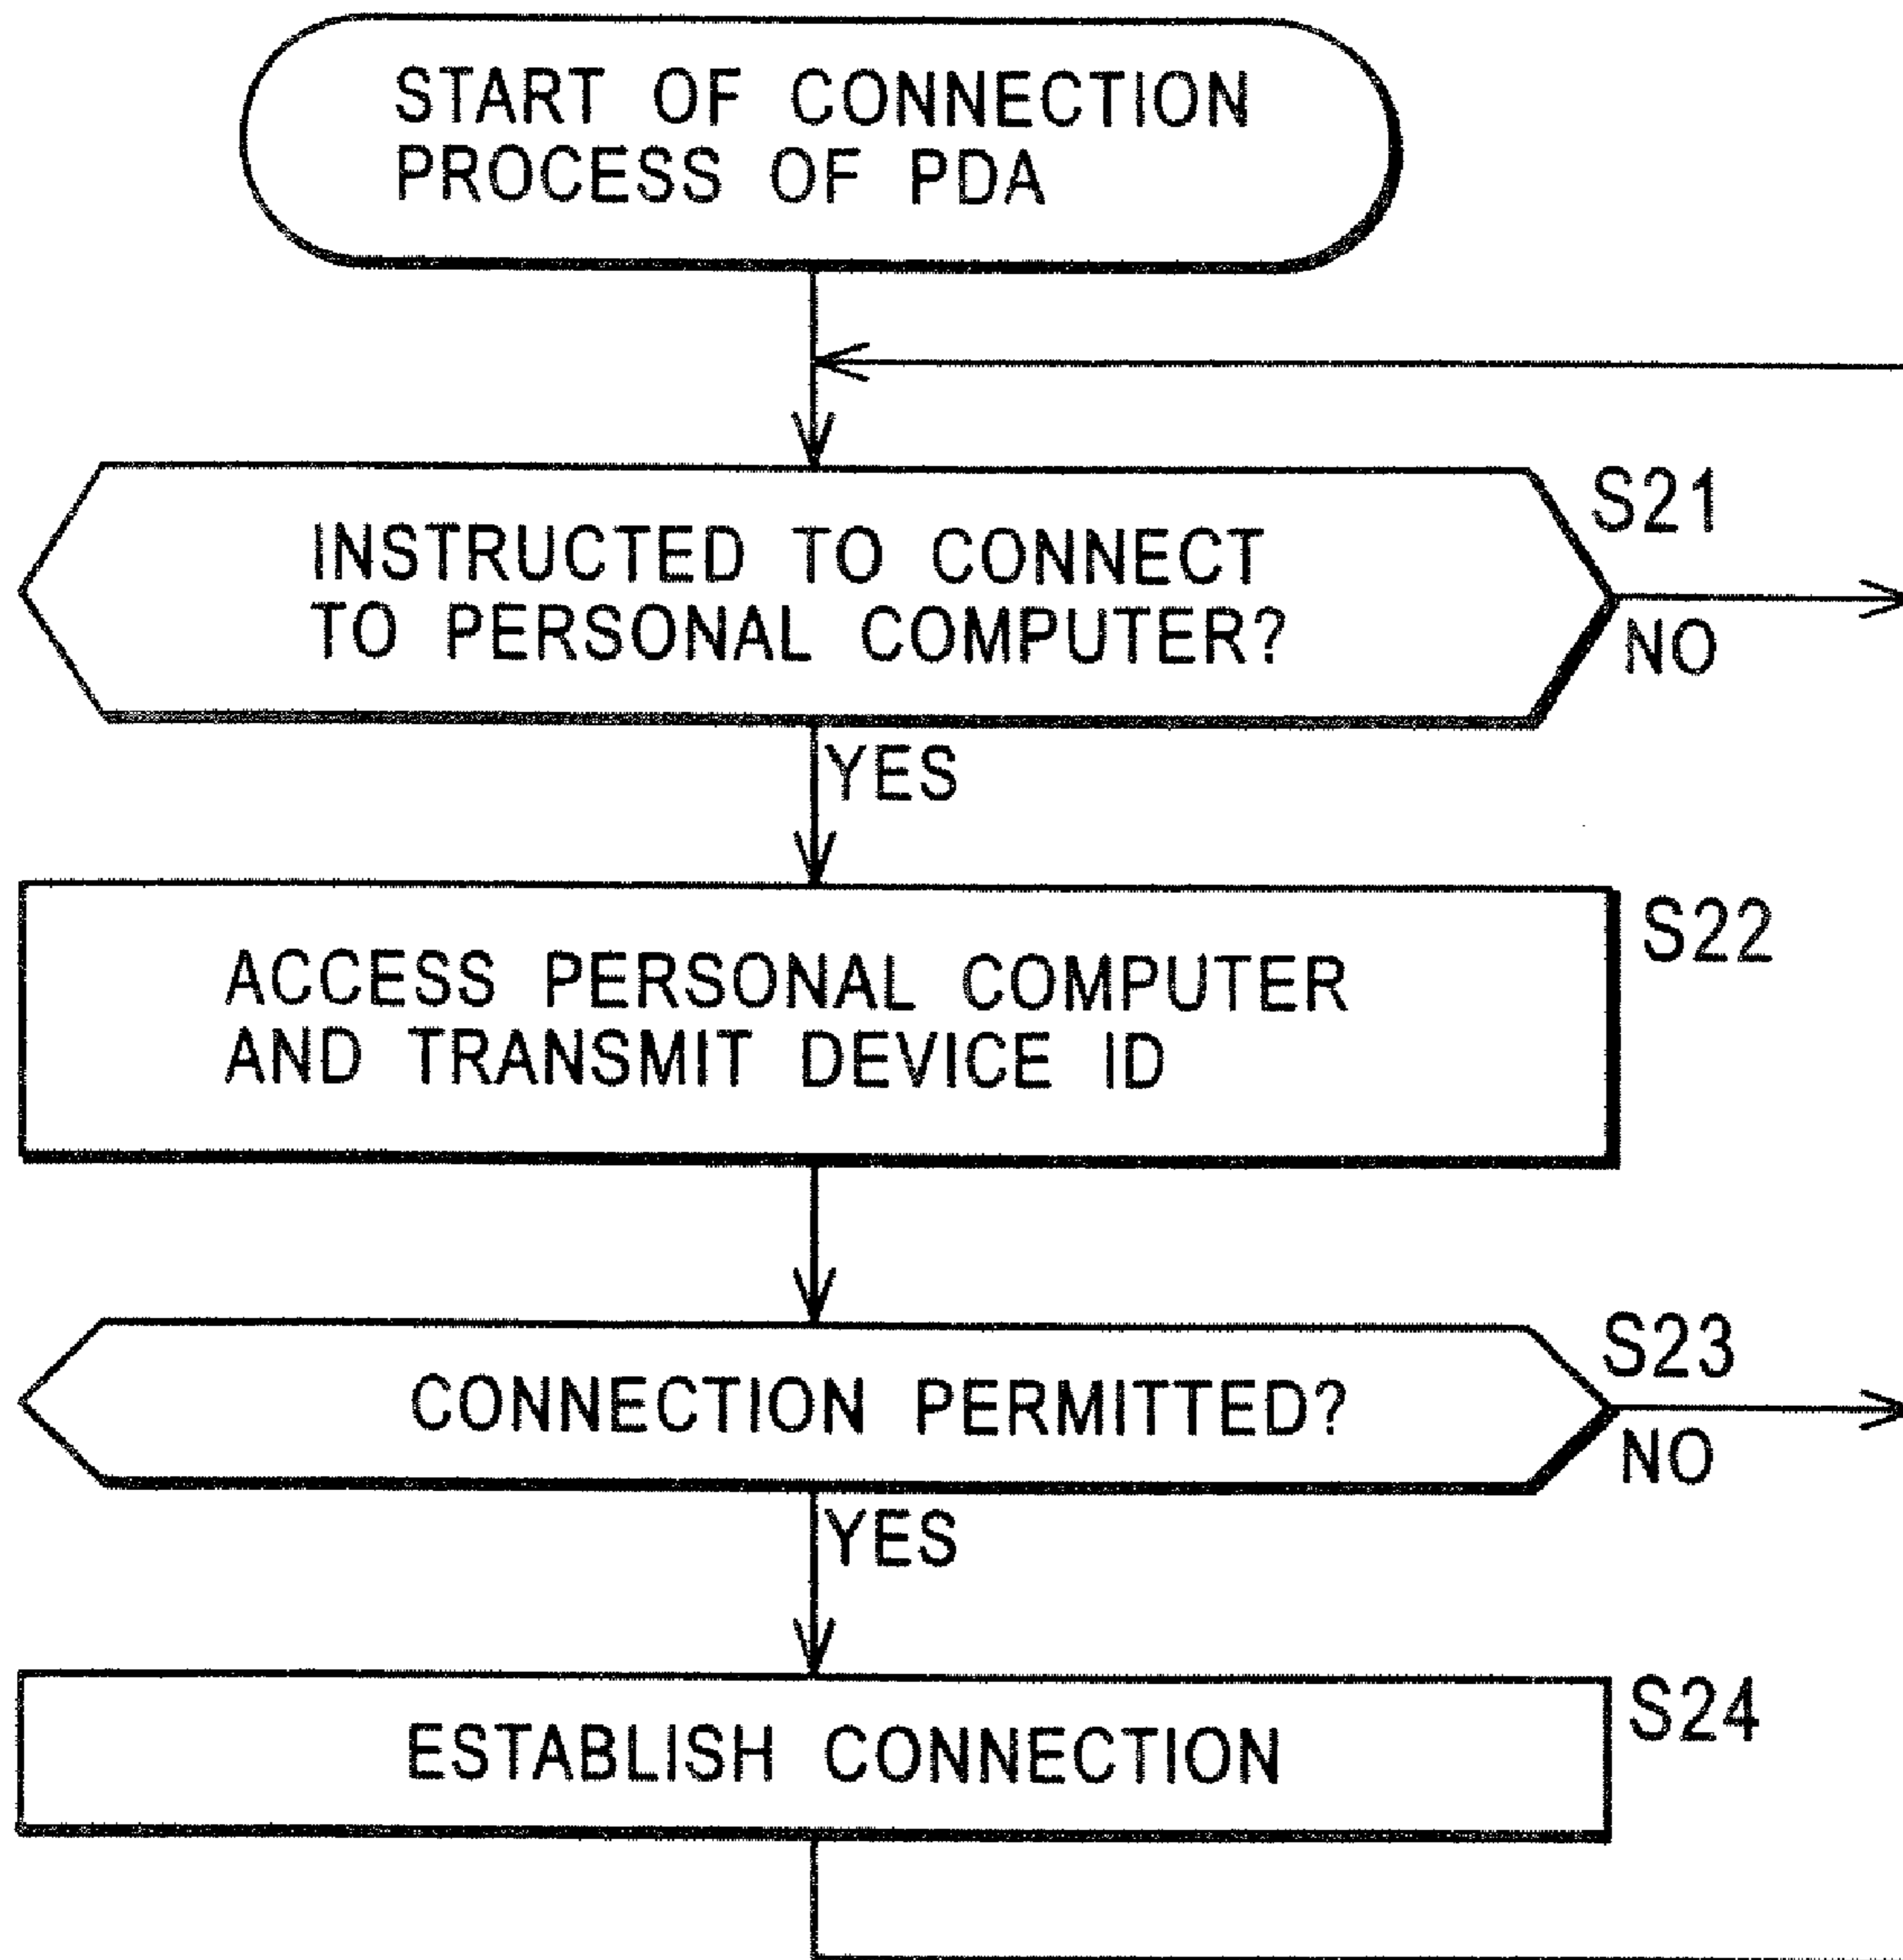 START OF CONNECTION
PROCESS OF PDA
S21
INSTRUCTED TO CONNECT
TO PERSONAL COMPUTER?
NO
YES
S22
ACCESS PERSONAL COMPUTER
AND TRANSMIT DEVICE ID
S23
CONNECTION PERMITTED?
NO
YES
S24
ESTABLISH CONNECTION